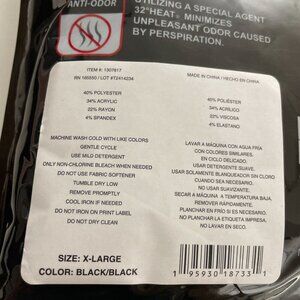 ANTI-ODOR
UTILIZING A SPECIAL AGENT
32°HEAT® MINIMIZES
UNPLEASANT ODOR CAUSED
BY PERSPIRATION.
ITEM #: 1307617
RN 165550 / LOT #T2414234
40% POLYESTER
34% ACRYLIC
22% RAYON
4% SPANDEX
MACHINE WASH COLD WITH LIKE COLORS
GENTLE CYCLE
USE MILD DETERGENT
ONLY NON-CHLORINE BLEACH WHEN NEEDED
DO NOT USE FABRIC SOFTENER
TUMBLE DRY LOW
REMOVE PROMPTLY
COOL IRON IF NEEDED
DO NOT IRON ON PRINT LABEL
DO NOT DRY CLEAN
MADE IN CHINA / HECHO EN CHINA
40% POLIÉSTER
34% ACRÍLICO
22% VISCOSA
4% ELASTANO
LAVAR A MÁQUINA CON AGUA FRÍA
CON COLORES SIMILARES.
EN CICLO DELICADO.
USAR DETERGENTE SUAVE.
USAR SOLAMENTE BLANQUEADOR SIN CLORO
CUANDO SEA NECESARIO.
NO USAR SUAVIZANTE.
SECAR A MÁQUINA A TEMPERATURA BAJA.
REMOVER RÁPIDAMENTE.
PLANCHAR EN FRÍO SI ES NECESARIO.
NO PLANCHAR LA ETIQUETA IMPRESA.
NO LAVAR EN SECO.
SIZE: X-LARGE
COLOR: BLACK/BLACK
1 95930 18733 1